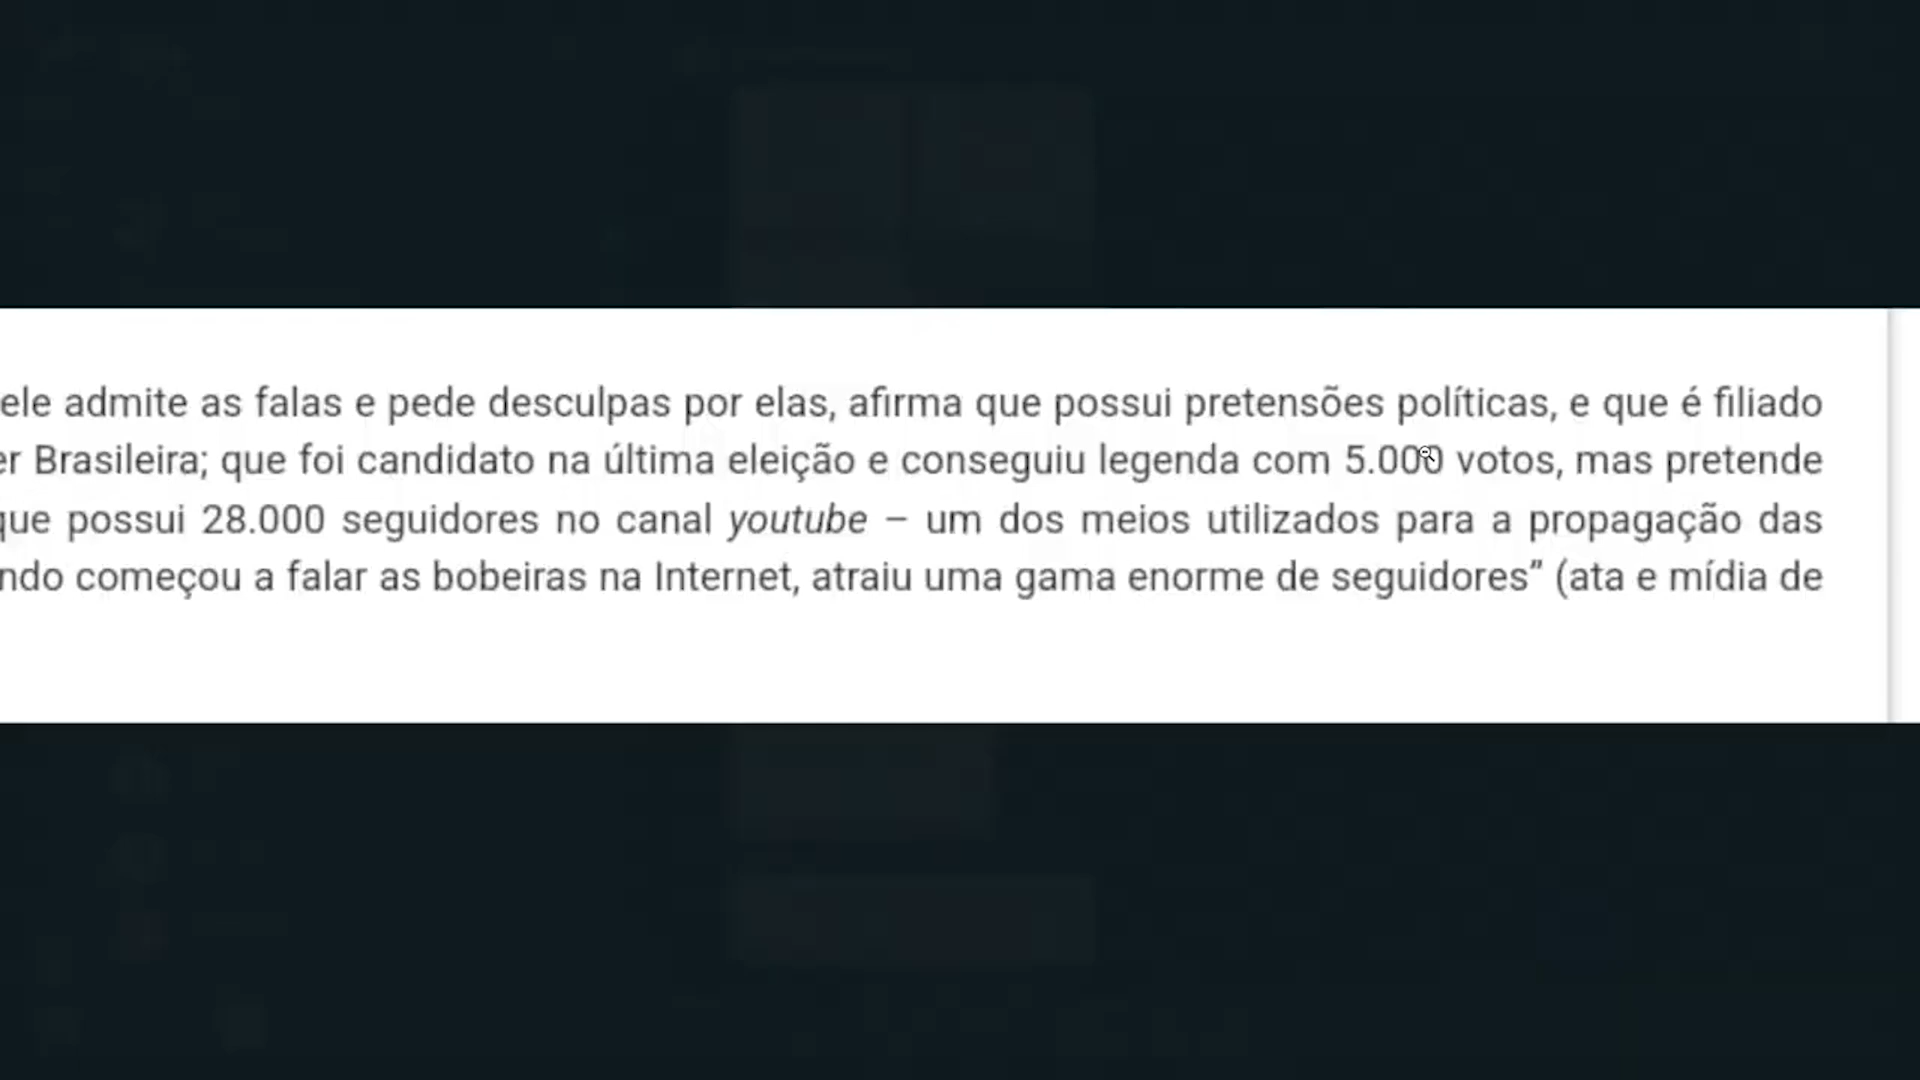 ele admite as falas e pede desculpas por elas, afirma que possui pretensões políticas, e que é filiado
er Brasileira; que foi candidato na última eleição e conseguiu legenda com 5.000 votos, mas pretende
que possui 28.000 seguidores no canal youtube – um dos meios utilizados para a propagação das
ndo começou a falar as bobeiras na Internet, atraiu uma gama enorme de seguidores” (ata e mídia de